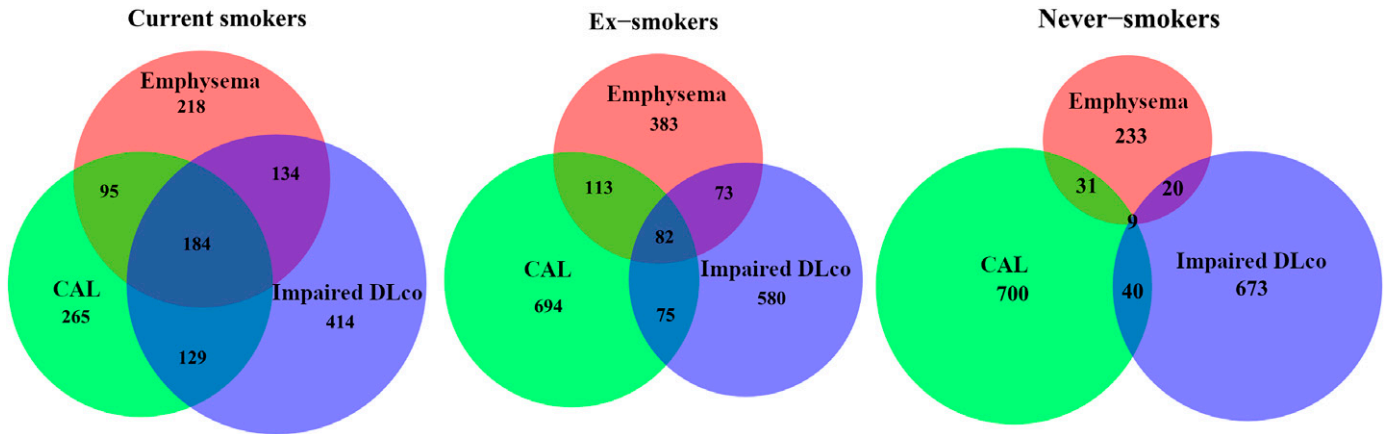 Current smokers
Emphysema
218
95
134
184
CAL
265
Impaired DLco
414
129
Ex−smokers
Emphysema
383
113
73
82
CAL
694
Impaired DLco
580
75
Never−smokers
Emphysema
233
31
20
9
CAL
700
Impaired DLco
673
40